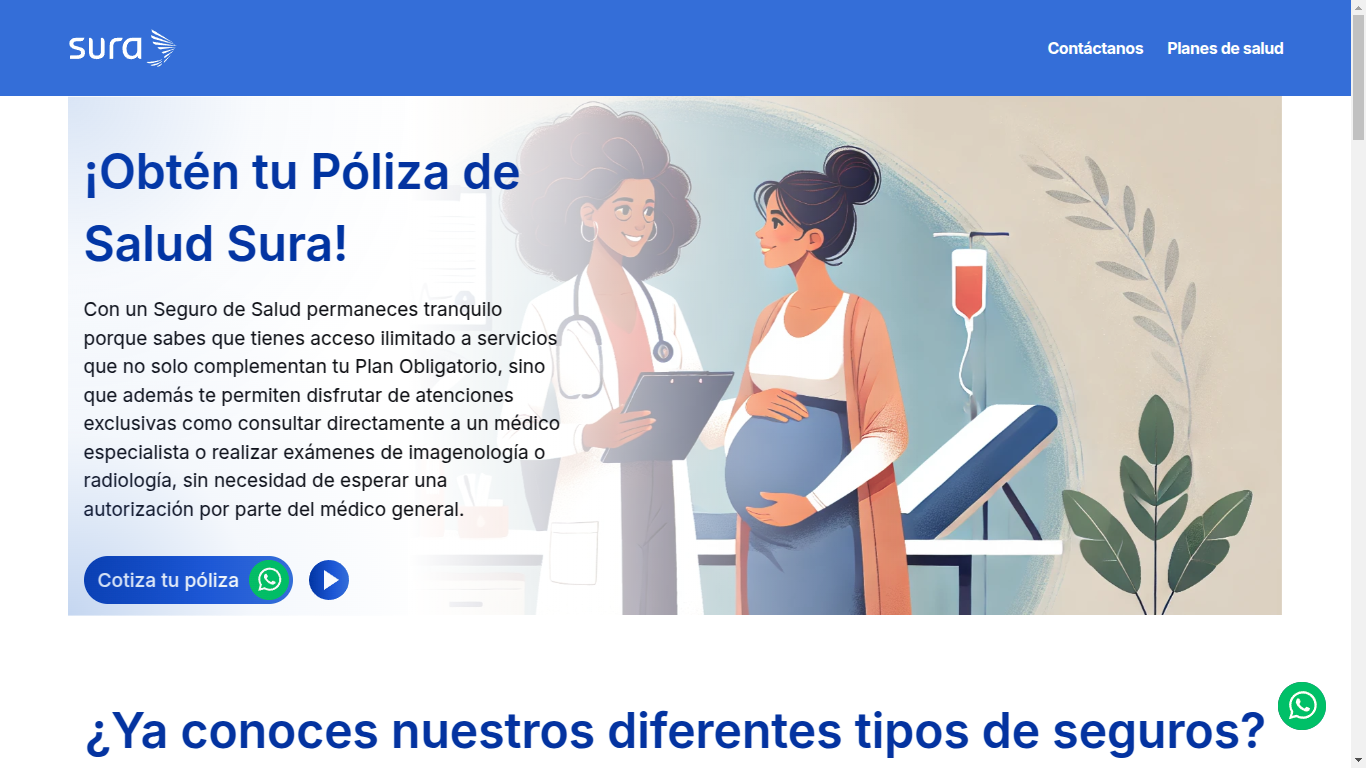 sura
Contáctanos Planes de salud
¡Obtén tu Póliza de
Salud Sura!
Con un Seguro de Salud permaneces tranquilo
porque sabes que tienes acceso ilimitado a servicios
que no solo complementan tu Plan Obligatorio, sino
que además te permiten disfrutar de atenciones
exclusivas como consultar directamente a un médico
especialista o realizar exámenes de imagenología o
radiología, sin necesidad de esperar una
autorización por parte del médico general.
Cotiza tu póliza
¿Ya conoces nuestros diferentes tipos de seguros?